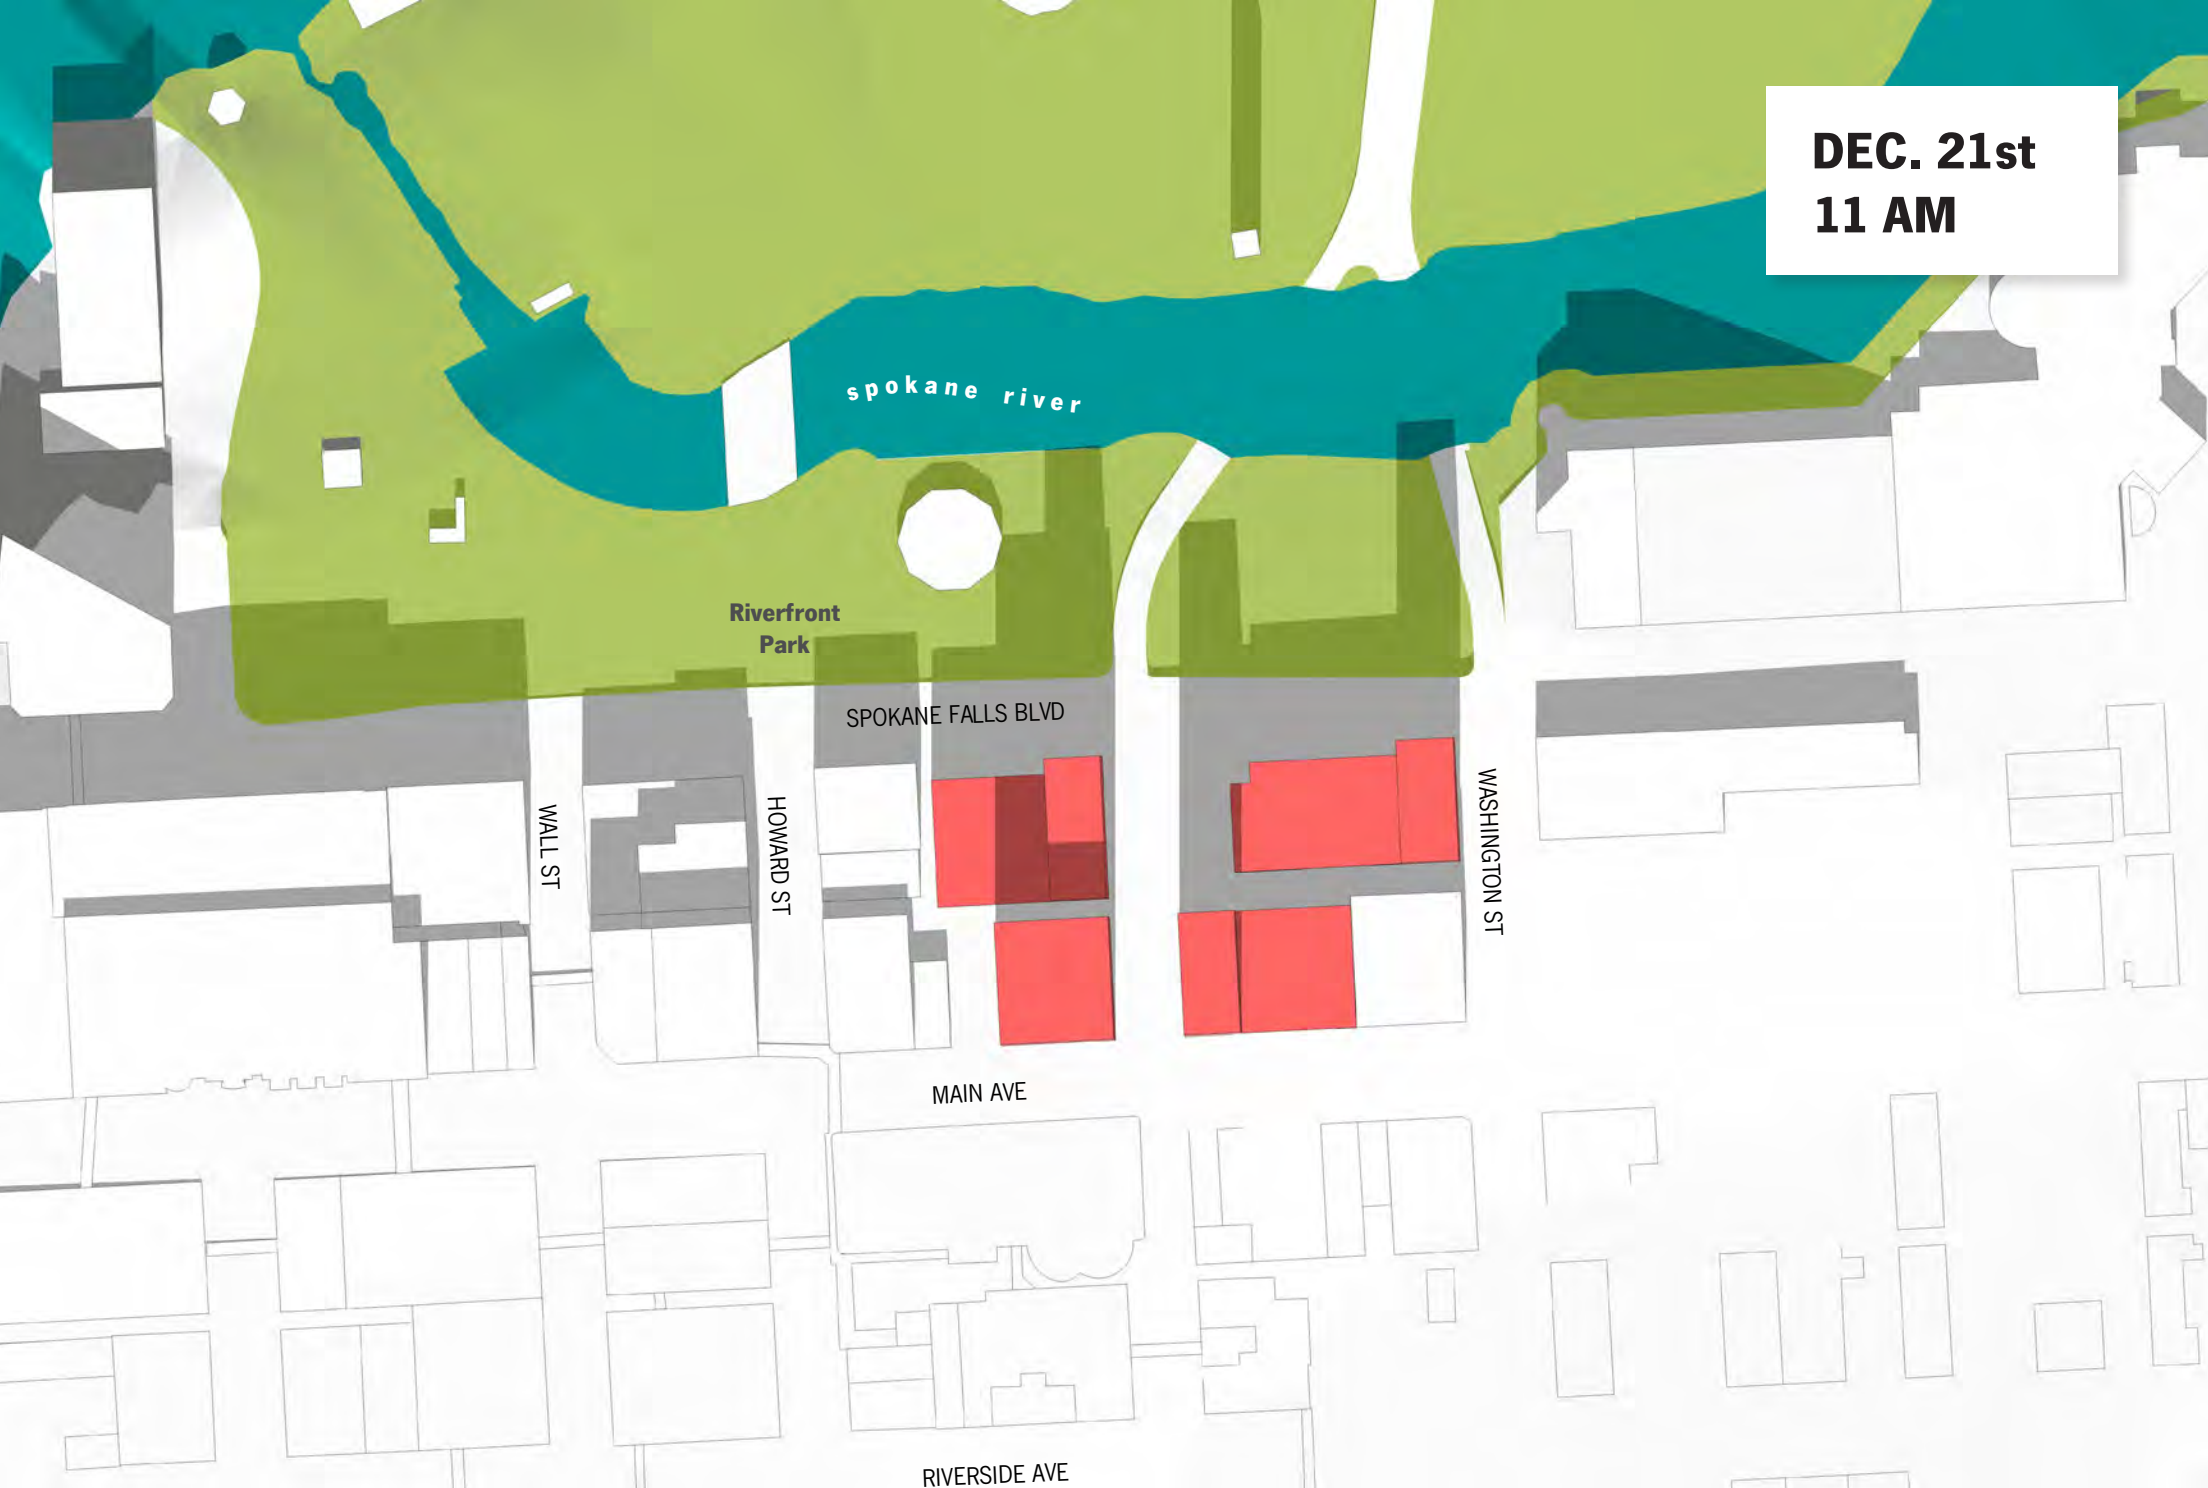 DEC. 21st
11 AM
spokane river
Riverfront
Park
SPOKANE FALLS BLVD
WALL ST
HOWARD ST
WASHINGTON ST
MAIN AVE
RIVERSIDE AVE